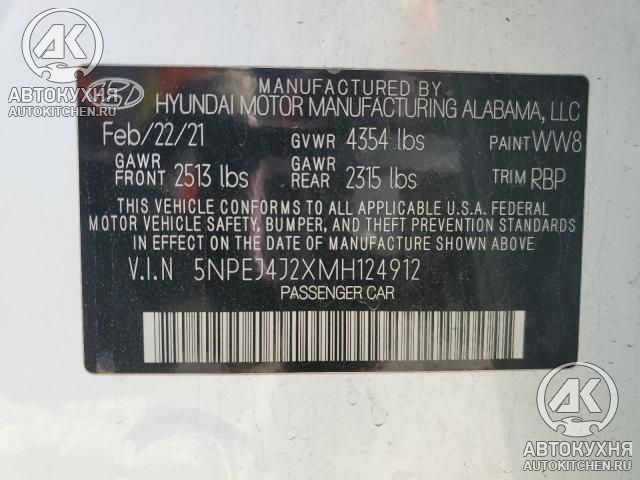 MANUFACTURED BY
HYUNDAI MOTOR MANUFACTURING ALABAMA, LLC
Feb/22/21 GVWR 4354 lbs PAINT WW8
GAWR FRONT 2513 lbs GAWR REAR 2315 lbs TRIM RBP
THIS VEHICLE CONFORMS TO ALL APPLICABLE U.S.A. FEDERAL
MOTOR VEHICLE SAFETY, BUMPER, AND THEFT PREVENTION STANDARDS
IN EFFECT ON THE DATE OF MANUFACTURE SHOWN ABOVE
V.I.N 5NPEJ4J2XMH124912
PASSENGER CAR
АК
АВТОКУХНЯ
AUTOKITCHEN.RU
АК
АВТОКУХНЯ
AUTOKITCHEN.RU